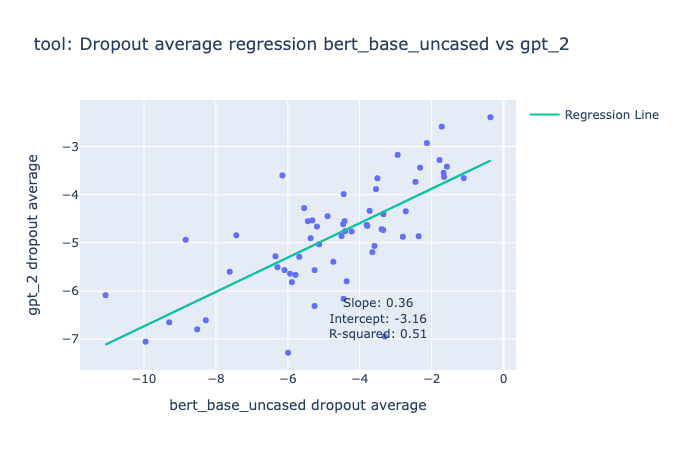 tool: Dropout average regression bert_base_uncased vs gpt_2
Regression Line
−3
−4
−5
−6
−7
gpt_2 dropout average
Slope: 0.36
Intercept: -3.16
R-squared: 0.51
−10
−8
−6
−4
−2
0
bert_base_uncased dropout average